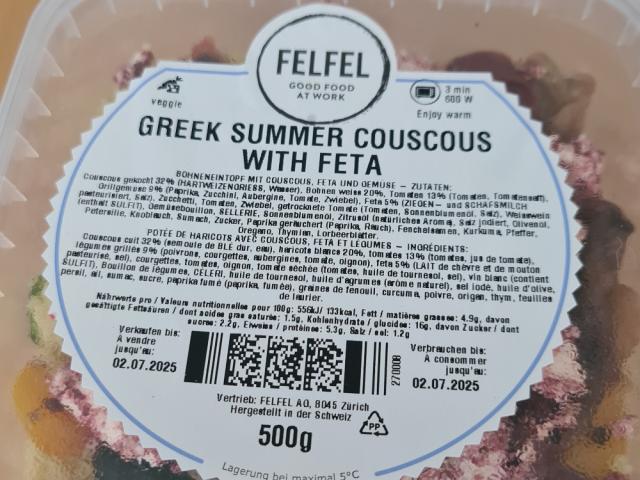 FELFEL
GOOD FOOD
AT WORK
veggie
3 min
600 W
Enjoy warm
GREEK SUMMER COUSCOUS
WITH FETA
BOHNENEINTOPF MIT COUSCOUS, FETA UND GEMÜSE – ZUTATEN:
Couscous gekocht 32% (HARTWEIZENGRIESS, Wasser), Bohnen weiss 20%, Tomaten 13% (Tomaten, Tomatensaft),
Grillgemüse 9% (Paprika, Zucchini, Aubergine, Tomate, Zwiebel), Feta 5% (ZIEGEN- und SCHAFSMILCH
pasteurisiert, Salz), Zucchetti, Tomaten, Zwiebel, getrocknete Tomate (Tomaten, Sonnenblumenöl, Salz), Weisswein
(enthält SULFIT), Gemüsebouillon, SELLERIE, Sonnenblumenöl, Zitrusöl (natürliches Aroma), Salz jodiert, Olivenöl,
Petersilie, Knoblauch, Sumach, Zucker, Paprika geräuchert (Paprika, Rauch), Fenchelsamen, Kurkuma, Pfeffer,
Oregano, Thymian, Lorbeerblätter.
POTÉE DE HARICOTS AVEC COUSCOUS, FETA ET LÉGUMES – INGRÉDIENTS:
Couscous cuit 32% (semoule de BLÉ dur, eau), haricots blancs 20%, tomates 13% (tomates, jus de tomate),
légumes grillés 9% (poivrons, courgettes, aubergines, tomates, oignon), feta 5% (LAIT de chèvre et de mouton
pasteurisé, sel), courgettes, tomates, oignon, tomate séchée (tomates, huile de tournesol, sel), vin blanc (contient
SULFIT), Bouillon de légumes, CÉLERI, huile de tournesol, huile d'agrumes (arôme naturel), sel iodé, huile d'olive,
persil, ail, sumac, sucre, paprika fumé (paprika, fumée), graines de fenouil, curcuma, poivre, origan, thym, feuilles
de laurier.
Nährwerte pro / Valeurs nutritionnelles pour 100g: 556kJ/ 133kcal, Fett / matières grasses: 4.9g, davon
gesättigte Fettsäuren / dont acides gras saturés: 1.5g, Kohlenhydrate / glucides: 16g, davon Zucker / dont
sucres: 2.2g, Eiweiss / protéines: 5.3g, Salz / sel: 1.2g
Verkaufen bis:
A vendre
jusqu'au:
02.07.2025
270008
Verbrauchen bis:
A consommer
jusqu'au:
02.07.2025
Vertrieb: FELFEL AG, 8045 Zürich
Hergestellt in der Schweiz
500g
PP
Lagerung bei maximal 5°C